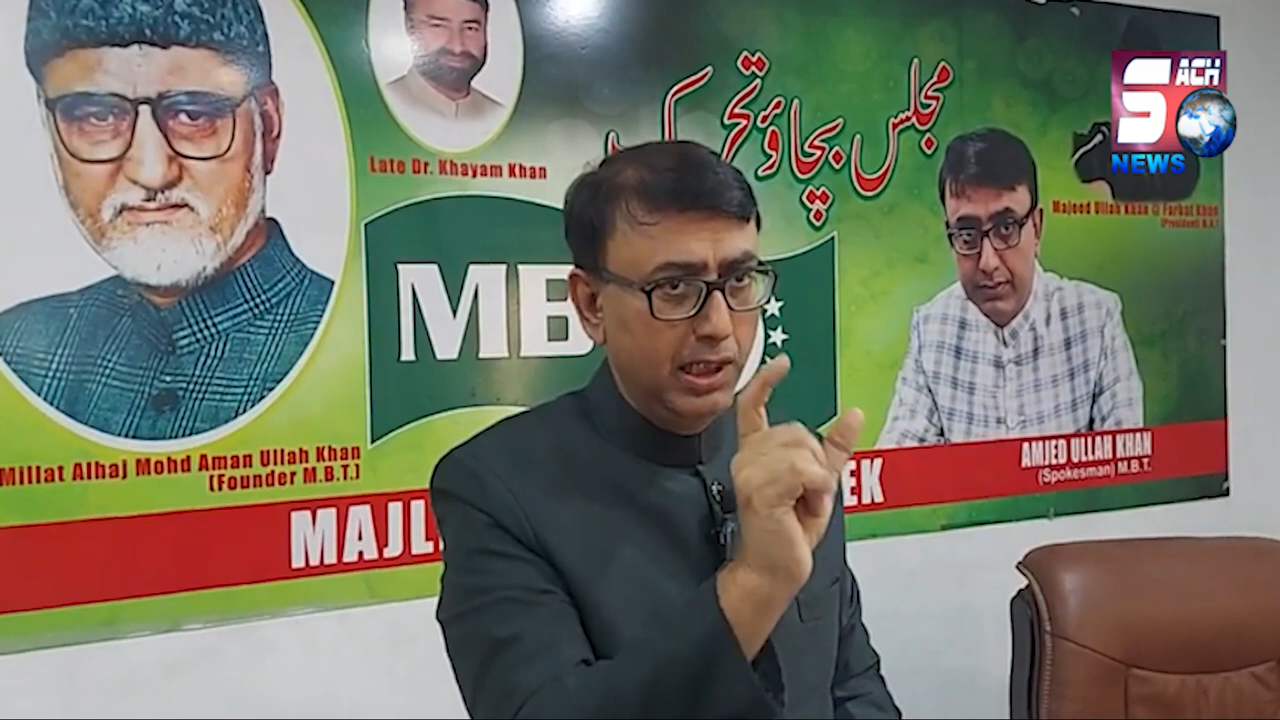 SACH
NEWS
Late Dr. Khayam Khan
مجلس بچاؤ تحریک
Majeed Ullah Khan @ Farhat Khan
(President) M.B.T
MB
Millat Alhaj Mohd Aman Ullah Khan
(Founder M.B.T.)
AMJED ULLAH KHAN
(Spokesman) M.B.T.
MAJL EK